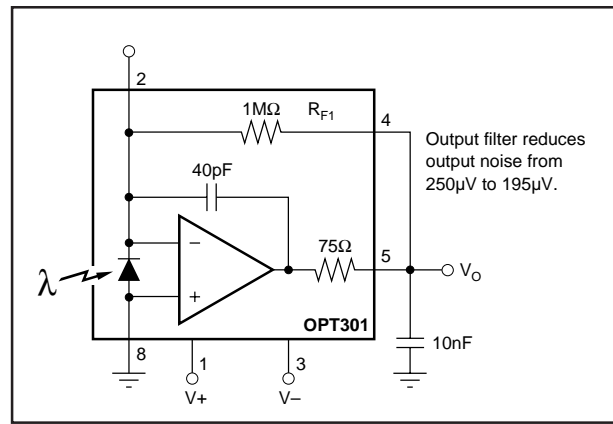 2
1MΩ R_F1 4
Output filter reduces
output noise from
250µV to 195µV.
40pF
75Ω 5
–
V_O
λ
+
OPT301
10nF
8 1 3
V+ V–